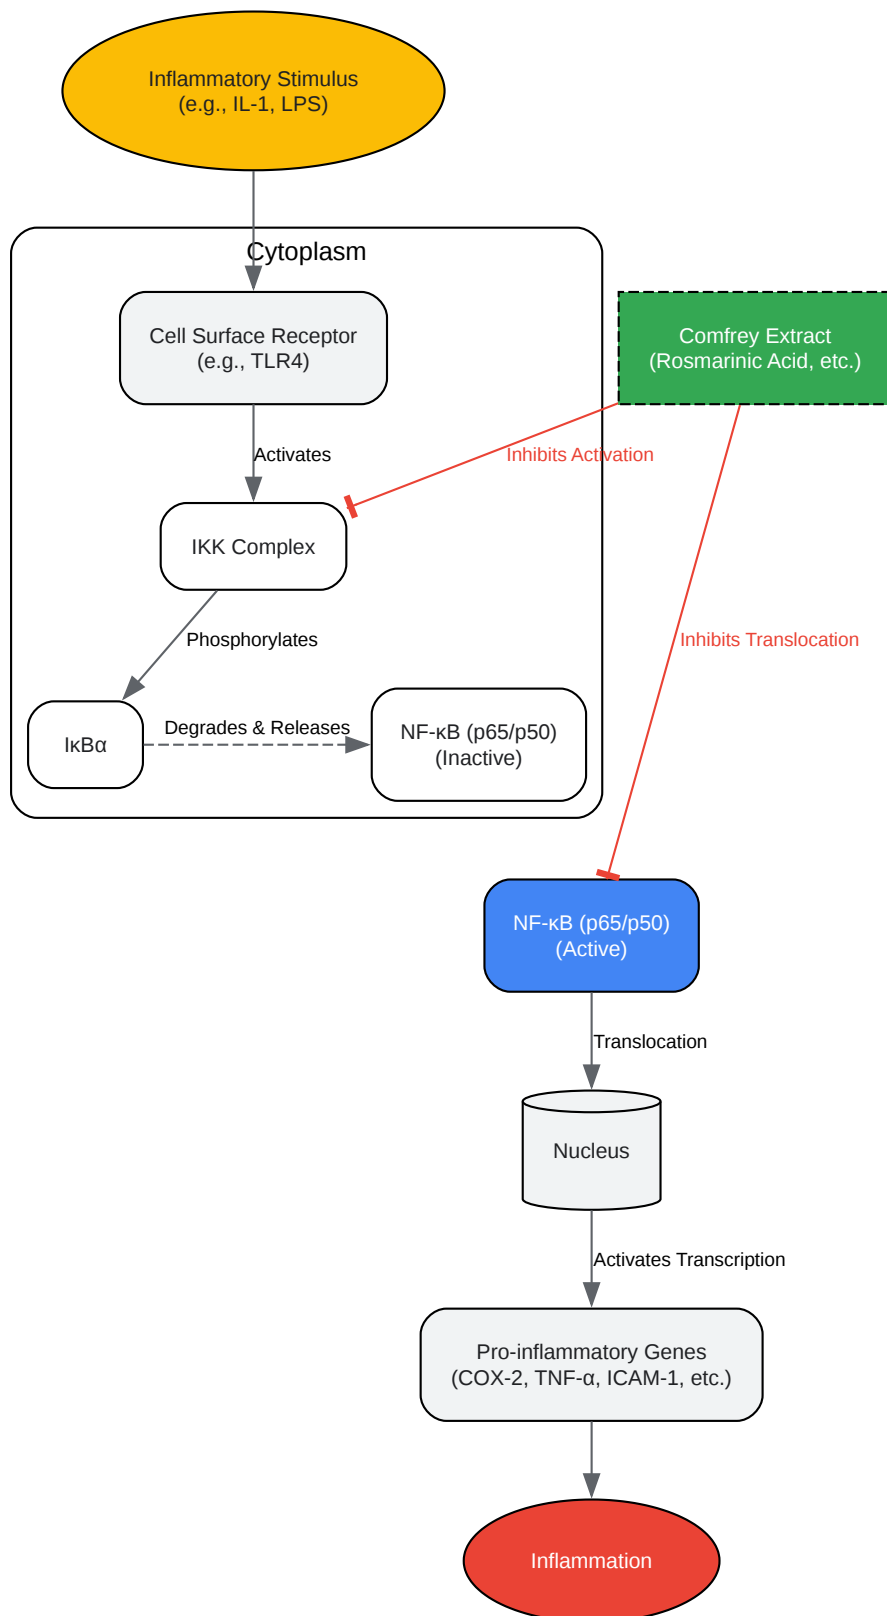 Inflammatory Stimulus
(e.g., IL-1, LPS)
Cytoplasm
Cell Surface Receptor
(e.g., TLR4)
Comfrey Extract
(Rosmarinic Acid, etc.)
Activates
Inhibits Activation
IKK Complex
Phosphorylates
Inhibits Translocation
Degrades & Releases
IκBα
NF-κB (p65/p50)
(Inactive)
NF-κB (p65/p50)
(Active)
Translocation
Nucleus
Activates Transcription
Pro-inflammatory Genes
(COX-2, TNF-α, ICAM-1, etc.)
Inflammation